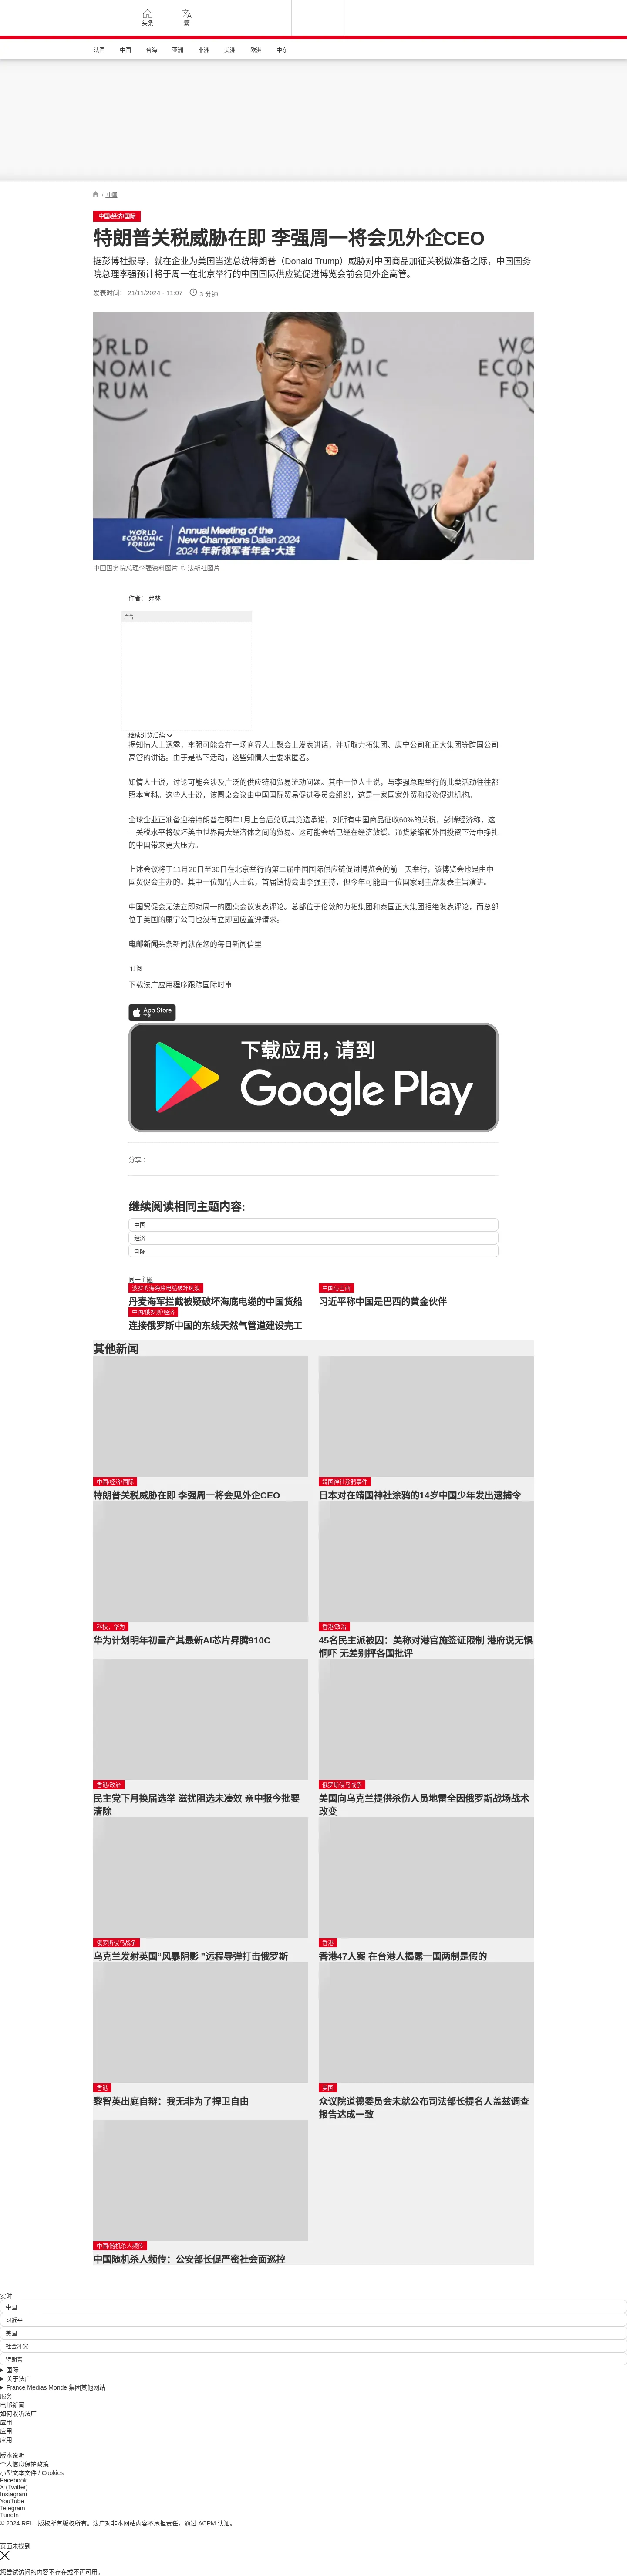 头条
繁
法国
中国
台海
亚洲
非洲
美洲
欧洲
中东
/ 中国
中国/经济/国际
特朗普关税威胁在即 李强周一将会见外企CEO
据彭博社报导，就在企业为美国当选总统特朗普（Donald Trump）威胁对中国商品加征关税做准备之际，中国国务
院总理李强预计将于周一在北京举行的中国国际供应链促进博览会前会见外企高管。
发表时间： 21/11/2024 - 11:07 3 分钟
WORLD ECONOMIC FORUM
WORLD
ECONOMIC
FORUM
WORLD ECONOMIC FORUM
Annual Meeting of the
New Champions Dalian 2024
2024 年新领军者年会·大连
中国国务院总理李强资料图片 © 法新社图片
作者： 弗林
广告
继续浏览后续
据知情人士透露，李强可能会在一场商界人士聚会上发表讲话，并听取力拓集团、康宁公司和正大集团等跨国公司
高管的讲话。由于是私下活动，这些知情人士要求匿名。
知情人士说，讨论可能会涉及广泛的供应链和贸易流动问题。其中一位人士说，与李强总理举行的此类活动往往都
照本宣科。这些人士说，该圆桌会议由中国国际贸易促进委员会组织，这是一家国家外贸和投资促进机构。
全球企业正准备迎接特朗普在明年1月上台后兑现其竞选承诺，对所有中国商品征收60%的关税，彭博经济称，这
一关税水平将破坏美中世界两大经济体之间的贸易。这可能会给已经在经济放缓、通货紧缩和外国投资下滑中挣扎
的中国带来更大压力。
上述会议将于11月26日至30日在北京举行的第二届中国国际供应链促进博览会的前一天举行，该博览会也是由中
国贸促会主办的。其中一位知情人士说，首届链博会由李强主持，但今年可能由一位国家副主席发表主旨演讲。
中国贸促会无法立即对周一的圆桌会议发表评论。总部位于伦敦的力拓集团和泰国正大集团拒绝发表评论，而总部
位于美国的康宁公司也没有立即回应置评请求。
电邮新闻头条新闻就在您的每日新闻信里
订阅
下载法广应用程序跟踪国际时事
App Store
下载
下载应用，请到
Google Play
分享 :
继续阅读相同主题内容:
中国
经济
国际
同一主题
波罗的海海底电缆破坏风波
丹麦海军拦截被疑破坏海底电缆的中国货船
中国与巴西
习近平称中国是巴西的黄金伙伴
中国/俄罗斯/经济
连接俄罗斯中国的东线天然气管道建设完工
其他新闻
中国/经济/国际
特朗普关税威胁在即 李强周一将会见外企CEO
靖国神社涂鸦事件
日本对在靖国神社涂鸦的14岁中国少年发出逮捕令
科技，华为
华为计划明年初量产其最新AI芯片昇腾910C
香港/政治
45名民主派被囚：美称对港官施签证限制 港府说无惧
恫吓 无差别抨各国批评
香港/政治
民主党下月换届选举 滋扰阻选未凑效 亲中报今批要
清除
俄罗斯侵乌战争
美国向乌克兰提供杀伤人员地雷全因俄罗斯战场战术
改变
俄罗斯侵乌战争
乌克兰发射英国“风暴阴影 ”远程导弹打击俄罗斯
香港
香港47人案 在台港人揭露一国两制是假的
香港
黎智英出庭自辩：我无非为了捍卫自由
美国
众议院道德委员会未就公布司法部长提名人盖兹调查
报告达成一致
中国/随机杀人频传
中国随机杀人频传：公安部长促严密社会面巡控
实时
中国
习近平
美国
社会冲突
特朗普
国际
关于法广
France Médias Monde 集团其他网站
服务
电邮新闻
如何收听法广
应用
应用
应用
版本说明
个人信息保护政策
小型文本文件 / Cookies
Facebook
X (Twitter)
Instagram
YouTube
Telegram
TuneIn
© 2024 RFI – 版权所有版权所有。法广对非本网站内容不承担责任。通过 ACPM 认证。
页面未找到
您尝试访问的内容不存在或不再可用。